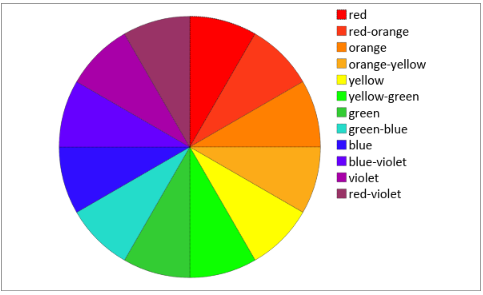 red
red-orange
orange
orange-yellow
yellow
yellow-green
green
green-blue
blue
blue-violet
violet
red-violet